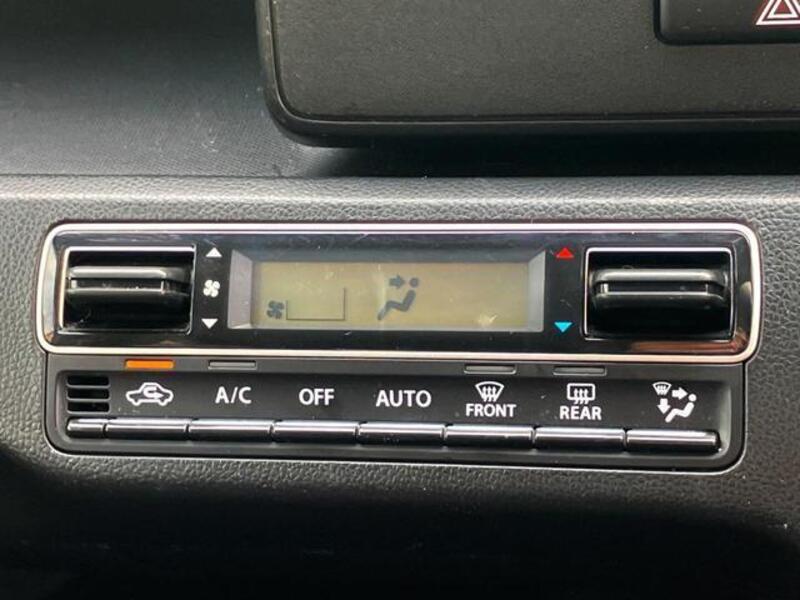 A/C OFF AUTO FRONT REAR